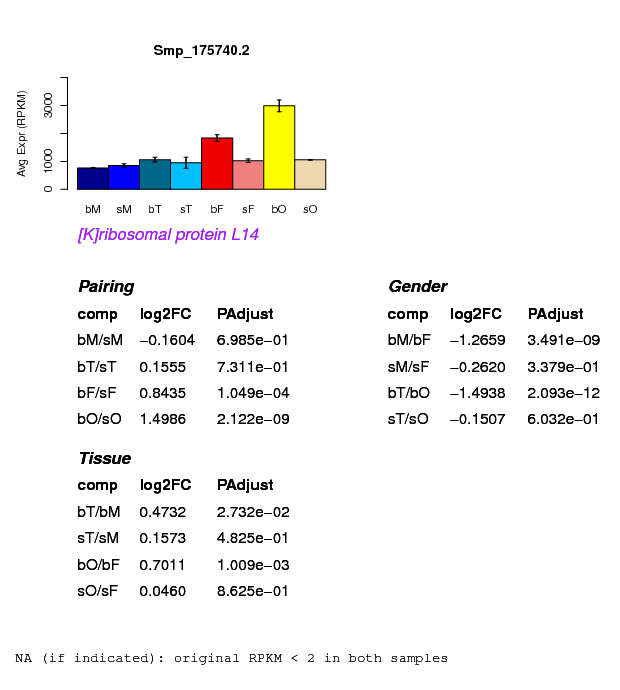 Smp_175740.2
Avg Expr (RPKM)
3000
1000
0
bM sM bT sT bF sF bO sO
[K]ribosomal protein L14
Pairing
comp log2FC PAdjust
bM/sM −0.1604 6.985e−01
bT/sT 0.1555 7.311e−01
bF/sF 0.8435 1.049e−04
bO/sO 1.4986 2.122e−09
Gender
comp log2FC PAdjust
bM/bF −1.2659 3.491e−09
sM/sF −0.2620 3.379e−01
bT/bO −1.4938 2.093e−12
sT/sO −0.1507 6.032e−01
Tissue
comp log2FC PAdjust
bT/bM 0.4732 2.732e−02
sT/sM 0.1573 4.825e−01
bO/bF 0.7011 1.009e−03
sO/sF 0.0460 8.625e−01
NA (if indicated): original RPKM < 2 in both samples